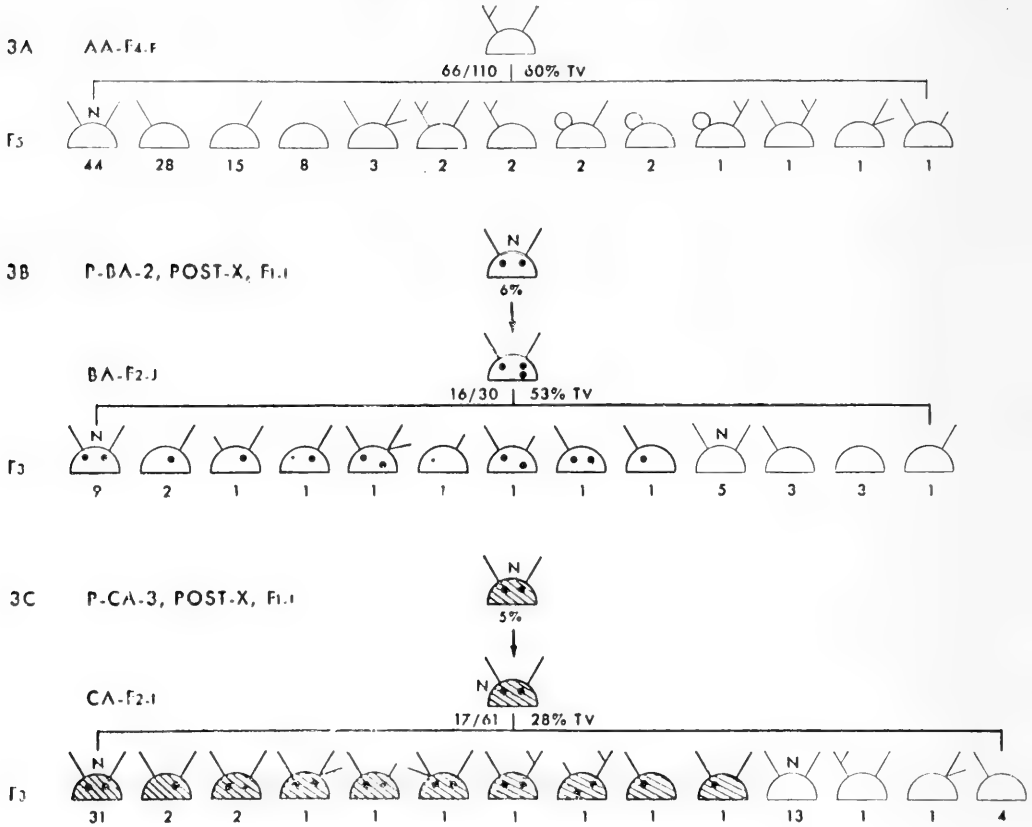 3A AA-F4-F
66/110 60% TV
N
F5
44 28 15 8 3 2 2 2 2 1 1 1 1
N
3B P-BA-2, POST-X, F1-1
6%
BA-F2-J
16/30 53% TV
N N
F3
9 2 1 1 1 1 1 1 1 5 3 3 1
N
3C P-CA-3, POST-X, F1-1
5%
N
CA-F2-1
17/61 28% TV
N N
F3
31 2 2 1 1 1 1 1 1 1 13 1 1 4